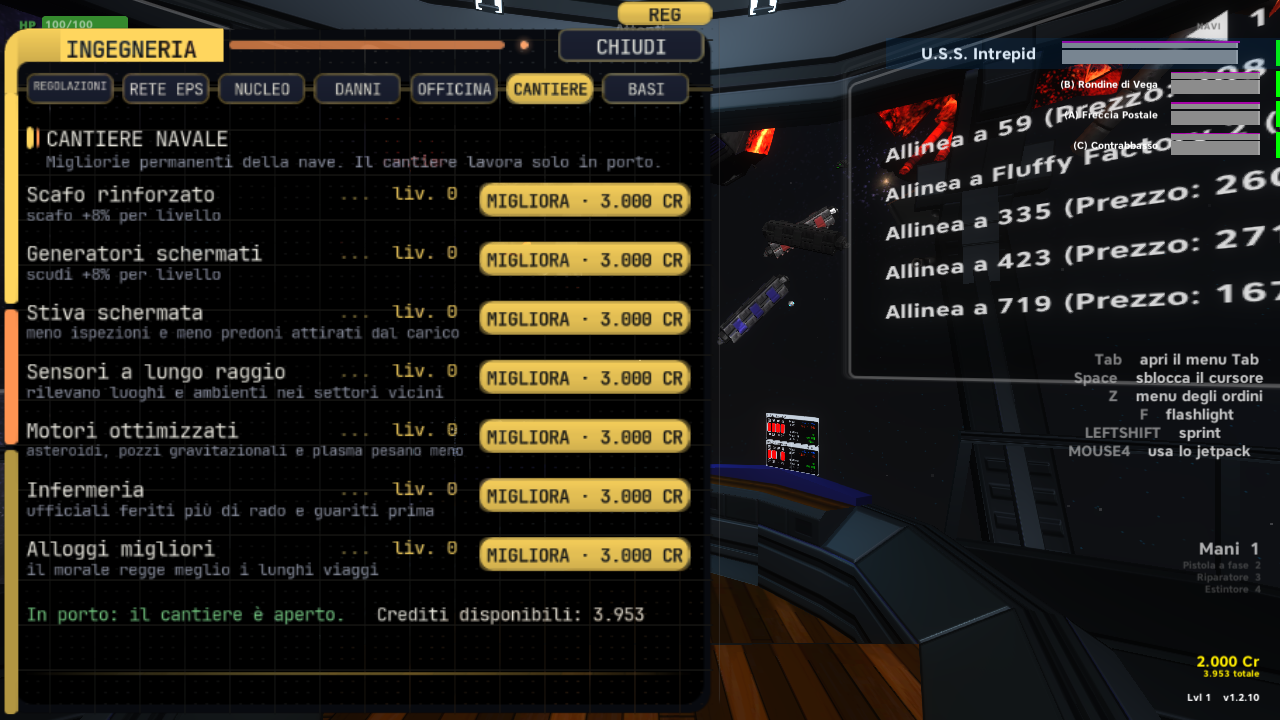 HP 100/100
REG
INGEGNERIA
CHIUDI
REGOLAZIONI
RETE EPS
NUCLEO
DANNI
OFFICINA
CANTIERE
BASI
CANTIERE NAVALE
Migliorie permanenti della nave. Il cantiere lavora solo in porto.
Scafo rinforzato ... liv. 0 MIGLIORA · 3.000 CR
scafo +8% per livello
Generatori schermati ... liv. 0 MIGLIORA · 3.000 CR
scudi +8% per livello
Stiva schermata ... liv. 0 MIGLIORA · 3.000 CR
meno ispezioni e meno predoni attirati dal carico
Sensori a lungo raggio ... liv. 0 MIGLIORA · 3.000 CR
rilevano luoghi e ambienti nei settori vicini
Motori ottimizzati ... liv. 0 MIGLIORA · 3.000 CR
asteroidi, pozzi gravitazionali e plasma pesano meno
Infermeria ... liv. 0 MIGLIORA · 3.000 CR
ufficiali feriti più di rado e guariti prima
Alloggi migliori ... liv. 0 MIGLIORA · 3.000 CR
il morale regge meglio i lunghi viaggi
In porto: il cantiere è aperto. Crediti disponibili: 3.953
NAVI 1
U.S.S. Intrepid
(B) Rondine di Vega
(A) Freccia Postale
(C) Contrabbasso
Allinea a 59 (Prezzo:
Allinea a Fluffy Factory
Allinea a 335 (Prezzo: 260
Allinea a 423 (Prezzo: 271
Allinea a 719 (Prezzo: 167
Tab apri il menu Tab
Space sblocca il cursore
Z menu degli ordini
F flashlight
LEFTSHIFT sprint
MOUSE4 usa lo jetpack
Mani 1
Pistola a fase 2
Riparatore 3
Estintore 4
2.000 Cr
3.953 totale
Lvl 1 v1.2.10